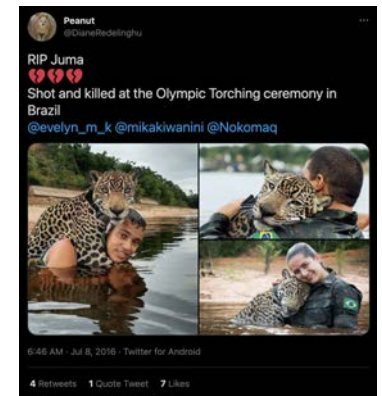 Peanut
@DianeRedelinghu
RIP Juma
💔💔💔
Shot and killed at the Olympic Torching ceremony in
Brazil
@evelyn_m_k @mikakiwanini @Nokomaq
6:46 AM · Jul 8, 2016 · Twitter for Android
4 Retweets 1 Quote Tweet 7 Likes